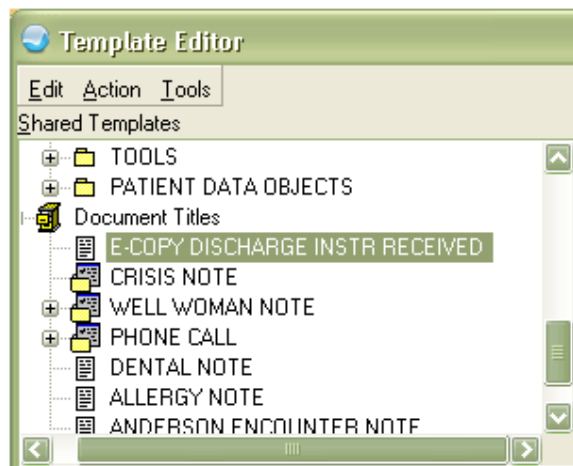 Template Editor
Edit Action Tools
Shared Templates
TOOLS
PATIENT DATA OBJECTS
Document Titles
E-COPY DISCHARGE INSTR RECEIVED
CRISIS NOTE
WELL WOMAN NOTE
PHONE CALL
DENTAL NOTE
ALLERGY NOTE
ANDERSON ENCOUNTER NOTE